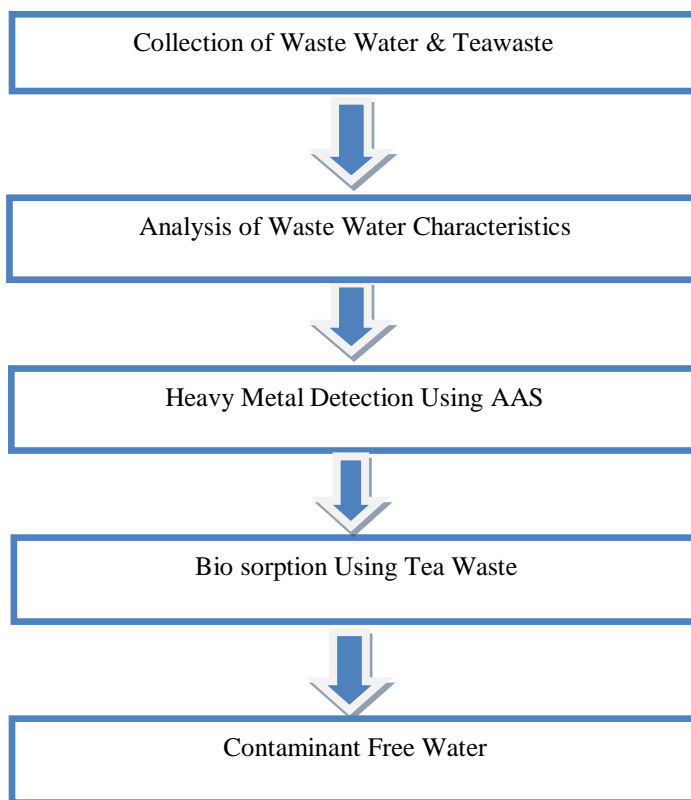 Collection of Waste Water & Teawaste
Analysis of Waste Water Characteristics
Heavy Metal Detection Using AAS
Bio sorption Using Tea Waste
Contaminant Free Water